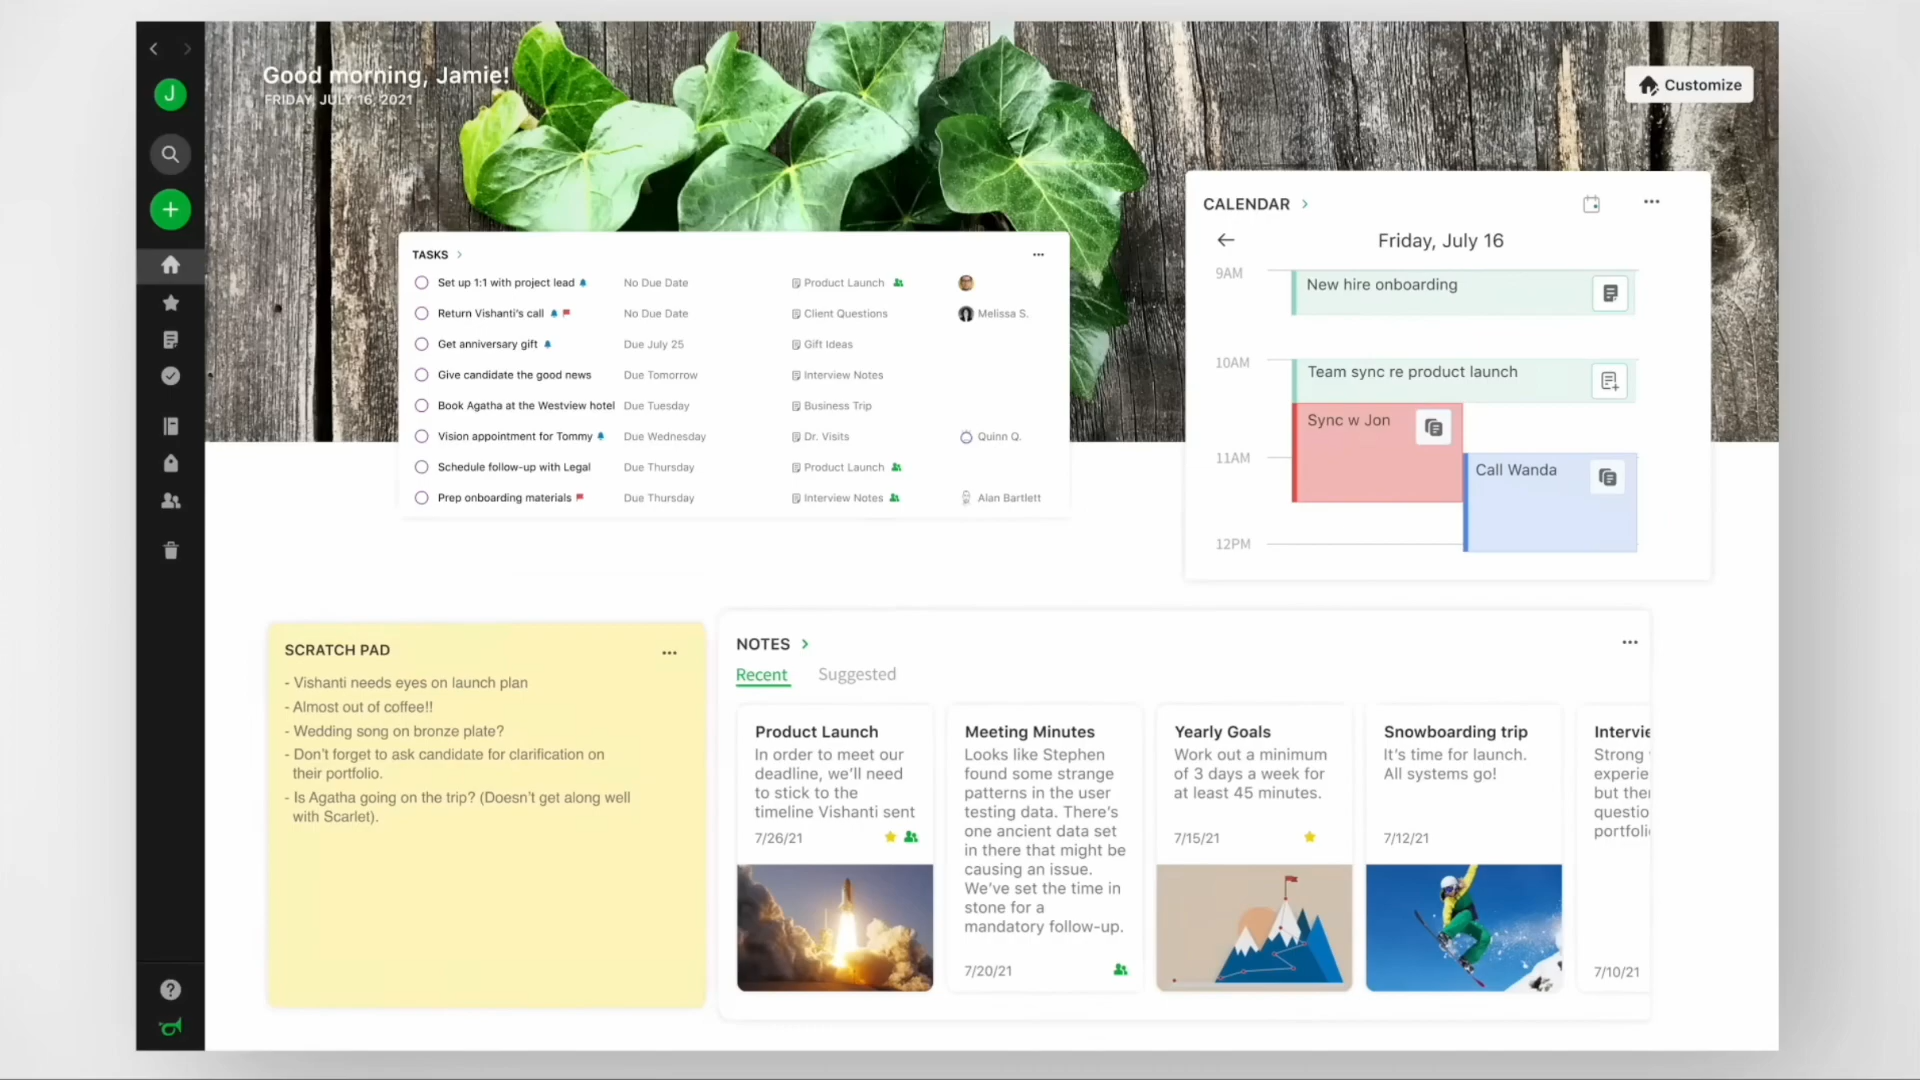 J
Good morning, Jamie!
FRIDAY, JULY 16, 2021
Customize
TASKS
Set up 1:1 with project lead No Due Date Product Launch
Return Vishanti's call No Due Date Client Questions Melissa S.
Get anniversary gift Due July 25 Gift Ideas
Give candidate the good news Due Tomorrow Interview Notes
Book Agatha at the Westview hotel Due Tuesday Business Trip
Vision appointment for Tommy Due Wednesday Dr. Visits Quinn Q.
Schedule follow-up with Legal Due Thursday Product Launch
Prep onboarding materials Due Thursday Interview Notes Alan Bartlett
CALENDAR
Friday, July 16
9AM
New hire onboarding
10AM
Team sync re product launch
Sync w Jon
11AM
Call Wanda
12PM
SCRATCH PAD
- Vishanti needs eyes on launch plan
- Almost out of coffee!!
- Wedding song on bronze plate?
- Don't forget to ask candidate for clarification on
their portfolio.
- Is Agatha going on the trip? (Doesn't get along well
with Scarlet).
NOTES
Recent Suggested
Product Launch
In order to meet our
deadline, we'll need
to stick to the
timeline Vishanti sent
7/26/21
Meeting Minutes
Looks like Stephen
found some strange
patterns in the user
testing data. There's
one ancient data set
in there that might be
causing an issue.
We've set the time in
stone for a
mandatory follow-up.
7/20/21
Yearly Goals
Work out a minimum
of 3 days a week for
at least 45 minutes.
7/15/21
Snowboarding trip
It's time for launch.
All systems go!
7/12/21
Intervie
Strong
experie
but ther
questio
portfoli
7/10/21